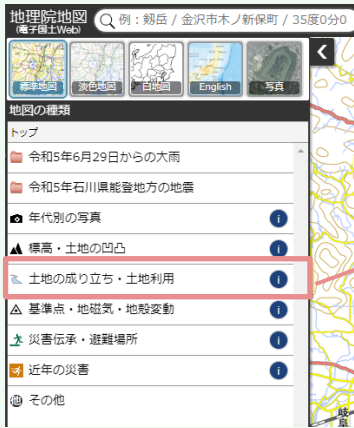 地理院地図
(電子国土Web)
例：剱岳 / 金沢市木ノ新保町 / 35度0分0
標準地図
淡色地図
白地図
English
写真
地図の種類
トップ
令和5年6月29日からの大雨
令和5年石川県能登地方の地震
年代別の写真
標高・土地の凹凸
土地の成り立ち・土地利用
基準点・地磁気・地殻変動
災害伝承・避難場所
近年の災害
その他
岐阜